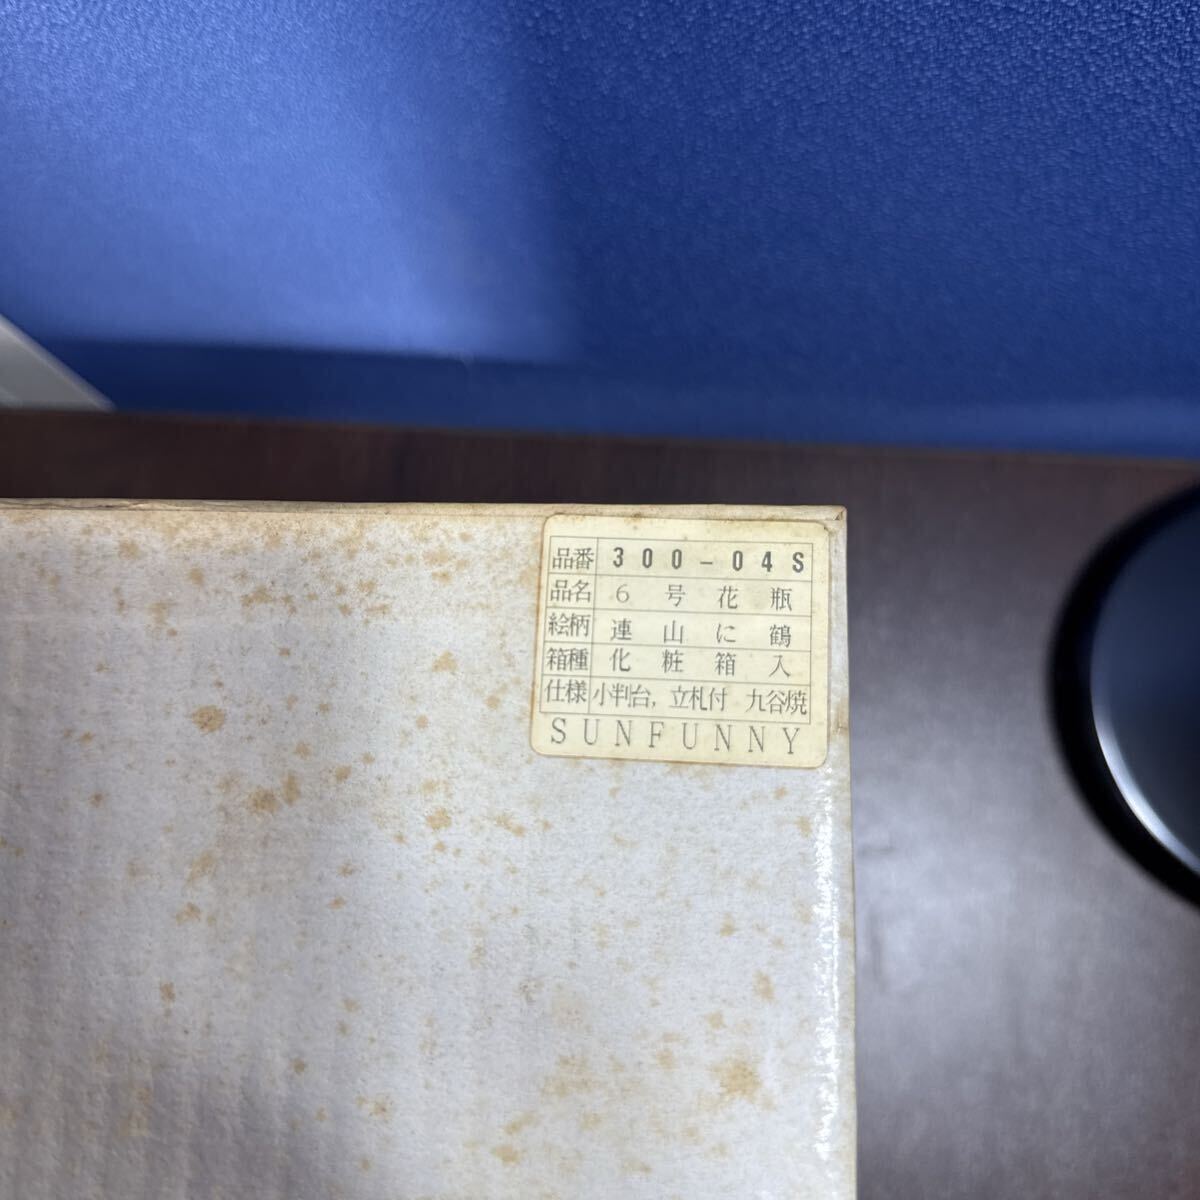 品番 300-04S
品名 6号花瓶
絵柄 連山に鶴
箱種 化粧箱入
仕様 小判台, 立札付 九谷焼
SUNFUNNY